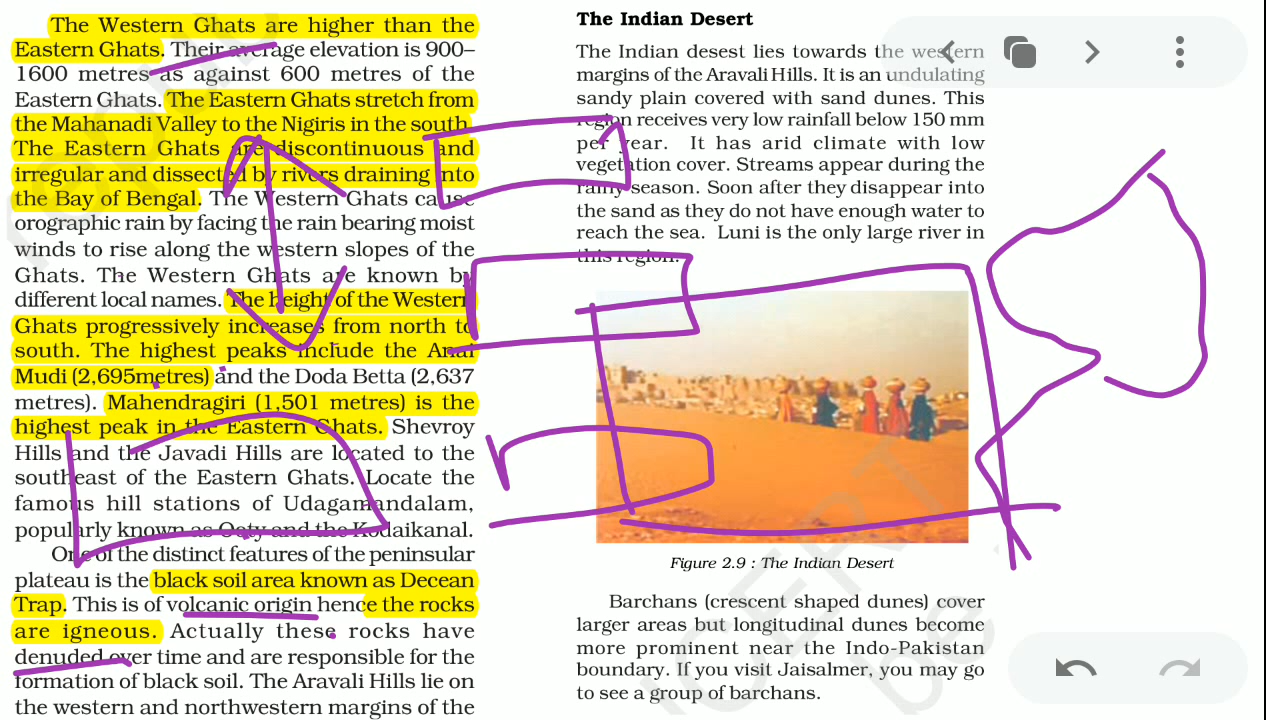 The Western Ghats are higher than the
Eastern Ghats. Their average elevation is 900–
1600 metres as against 600 metres of the
Eastern Ghats. The Eastern Ghats stretch from
the Mahanadi Valley to the Nigiris in the south.
The Eastern Ghats are discontinuous and
irregular and dissected by rivers draining into
the Bay of Bengal. The Western Ghats cause
orographic rain by facing the rain bearing moist
winds to rise along the western slopes of the
Ghats. The Western Ghats are known by
different local names. The height of the Western
Ghats progressively increases from north to
south. The highest peaks include the Anai
Mudi (2,695metres) and the Doda Betta (2,637
metres). Mahendragiri (1,501 metres) is the
highest peak in the Eastern Ghats. Shevroy
Hills and the Javadi Hills are located to the
southeast of the Eastern Ghats. Locate the
famous hill stations of Udagamandalam,
popularly known as Ooty and the Kodaikanal.
One of the distinct features of the peninsular
plateau is the black soil area known as Decean
Trap. This is of volcanic origin hence the rocks
are igneous. Actually these rocks have
denuded over time and are responsible for the
formation of black soil. The Aravali Hills lie on
the western and northwestern margins of the
The Indian Desert
The Indian desest lies towards the western
margins of the Aravali Hills. It is an undulating
sandy plain covered with sand dunes. This
region receives very low rainfall below 150 mm
per year. It has arid climate with low
vegetation cover. Streams appear during the
rainy season. Soon after they disappear into
the sand as they do not have enough water to
reach the sea. Luni is the only large river in
this region.
Figure 2.9 : The Indian Desert
Barchans (crescent shaped dunes) cover
larger areas but longitudinal dunes become
more prominent near the Indo-Pakistan
boundary. If you visit Jaisalmer, you may go
to see a group of barchans.